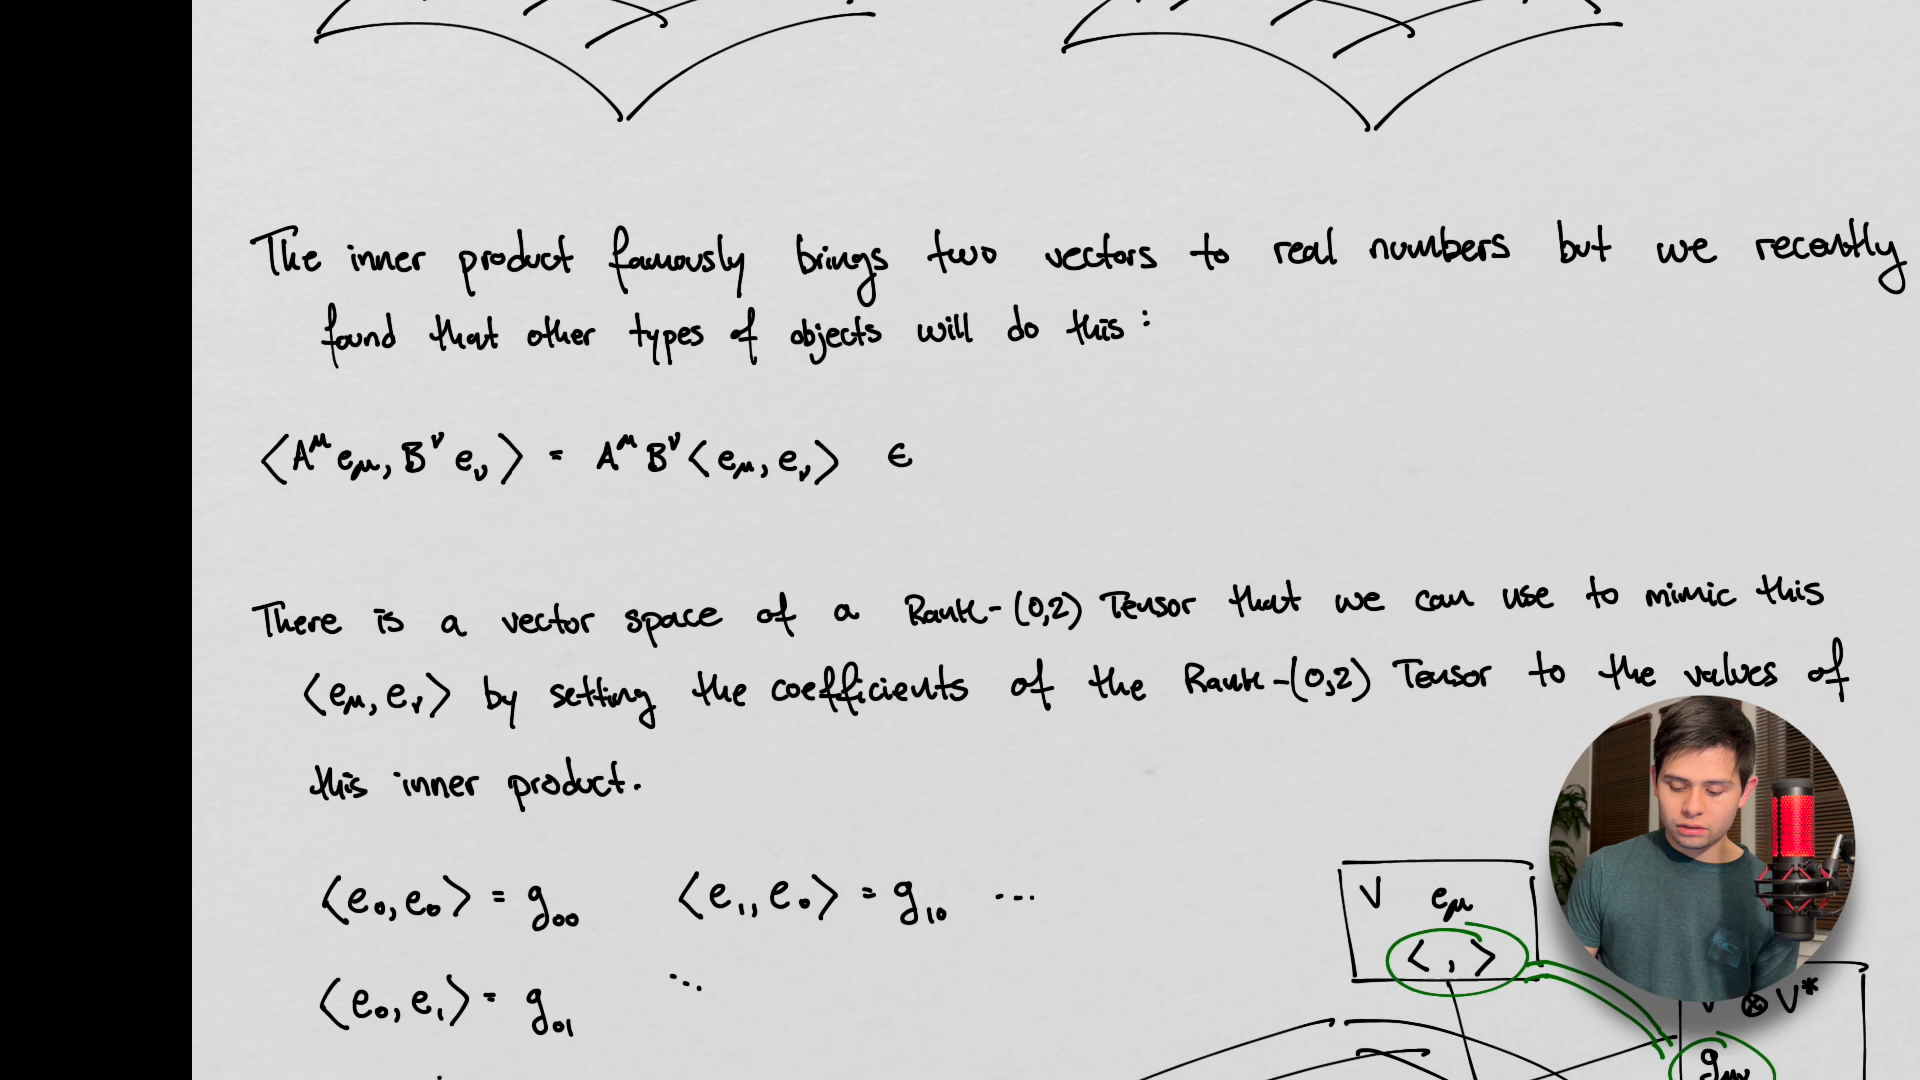 The inner product famously brings two vectors to real numbers but we recently
found that other types of objects will do this:
⟨A^μ e_μ, B^ν e_ν⟩ = A^μ B^ν ⟨e_μ, e_ν⟩ ∈
There is a vector space of a Rank-(0,2) Tensor that we can use to mimic this
⟨e_μ, e_ν⟩ by setting the coefficients of the Rank-(0,2) Tensor to the values of
this inner product.
⟨e_0, e_0⟩ = g_00 ⟨e_1, e_0⟩ = g_10 ...
⟨e_0, e_1⟩ = g_01 ⋱
V e_μ
⟨ , ⟩
V* ⊗ V*
g_μν